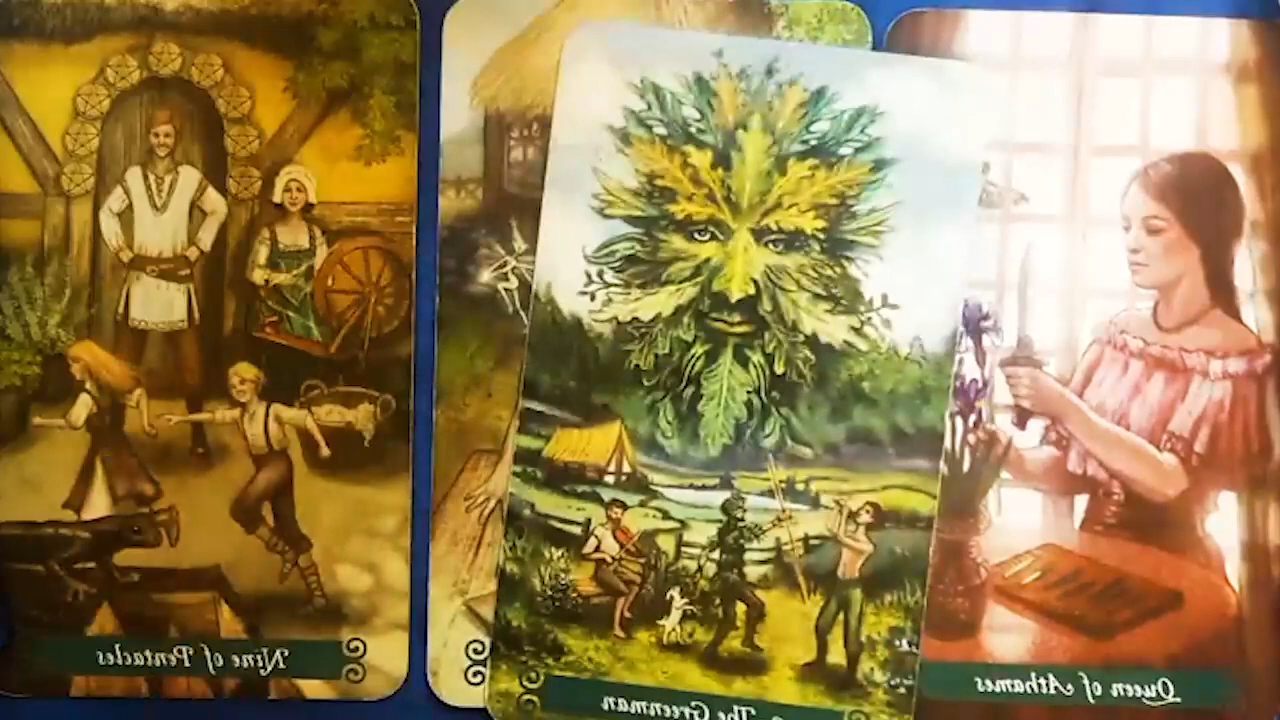 Nine of Pentacles
The Greenman
Queen of Athames